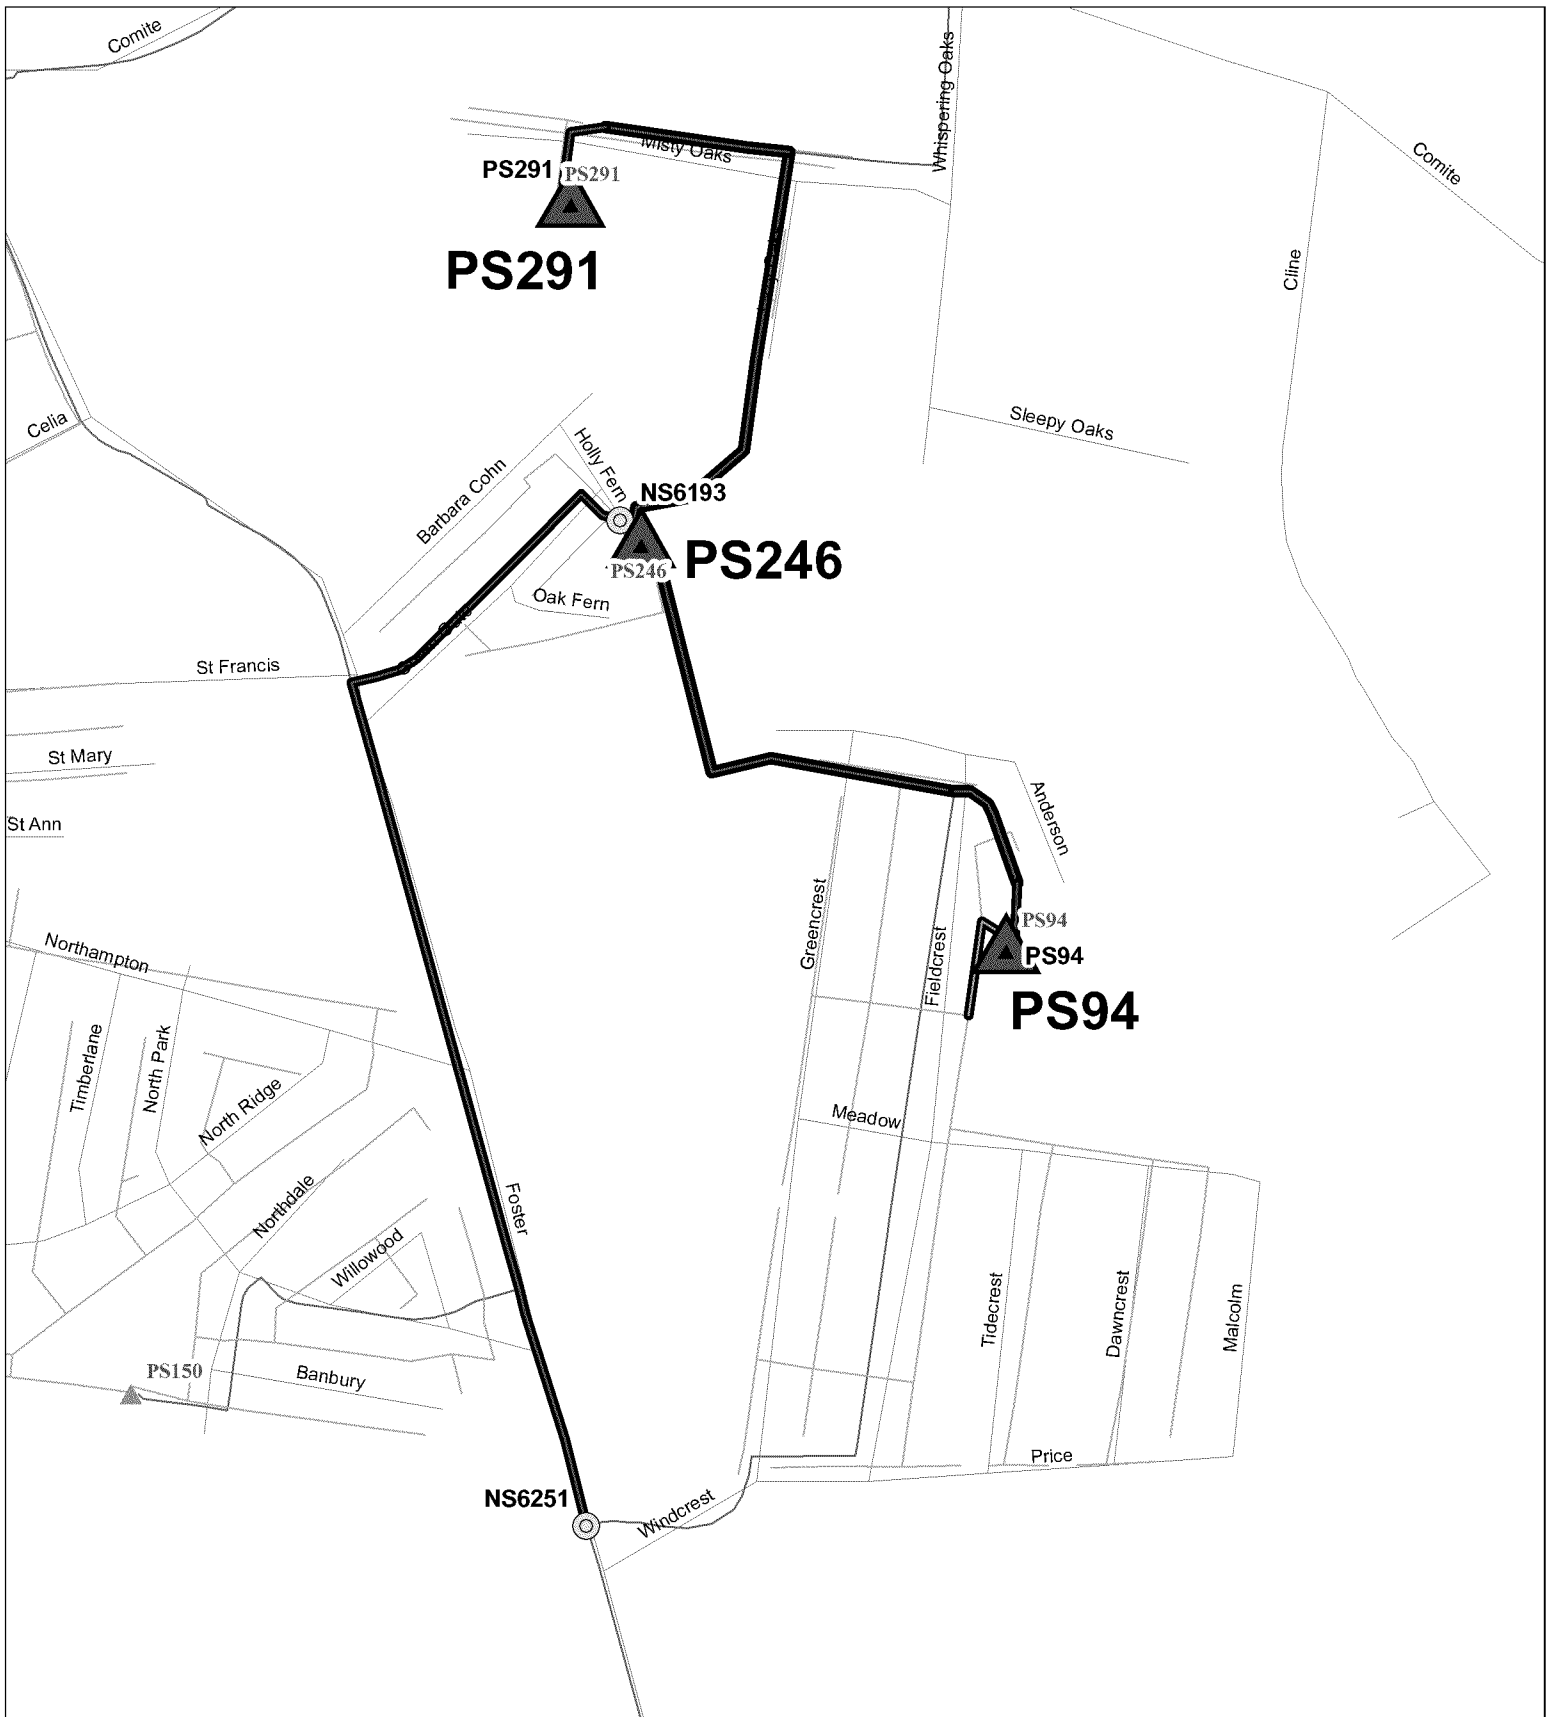 Comite
Whispering Oaks
Misty Oaks
Comite
PS291
PS291
PS291
Cline
Celia
Sleepy Oaks
Holly Fern
Barbara Cohn
NS6193
PS246
PS246
Oak Fern
St Francis
St Mary
Anderson
St Ann
Greencrest
PS94
Fieldcrest
PS94
Northampton
PS94
Timberlane
North Park
North Ridge
Meadow
Foster
Northdale
Willowood
Tidecrest
Dawncrest
Malcolm
PS150
Banbury
Price
NS6251
Windcrest